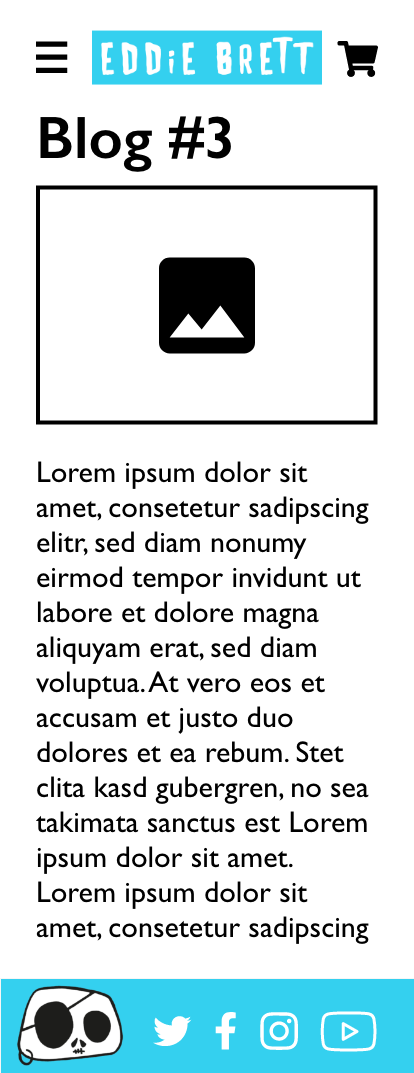 EDDiE BRETT
Blog #3
Lorem ipsum dolor sit
amet, consetetur sadipscing
elitr, sed diam nonumy
eirmod tempor invidunt ut
labore et dolore magna
aliquyam erat, sed diam
voluptua. At vero eos et
accusam et justo duo
dolores et ea rebum. Stet
clita kasd gubergren, no sea
takimata sanctus est Lorem
ipsum dolor sit amet.
Lorem ipsum dolor sit
amet, consetetur sadipscing